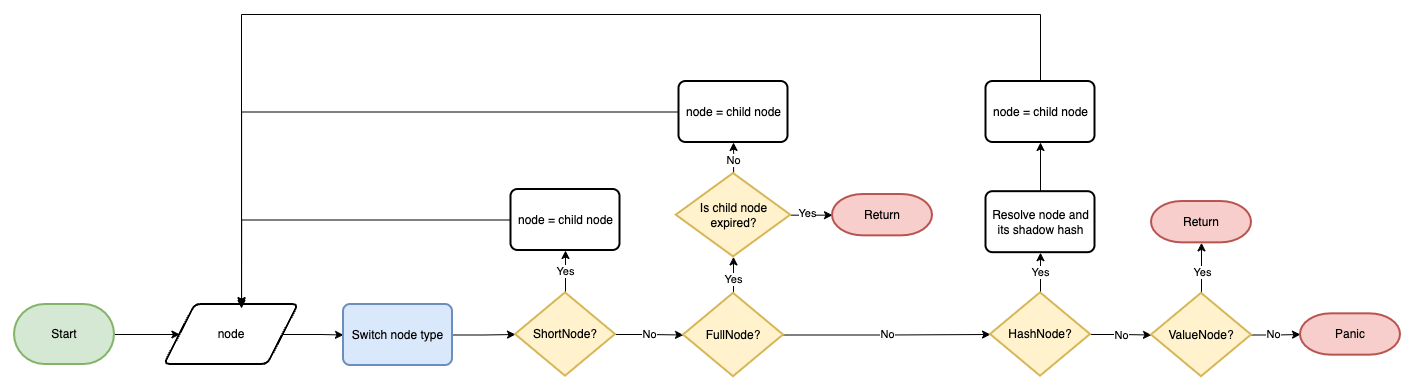 node = child node
node = child node
No
node = child node
Is child node
expired?
Yes
Return
Resolve node and
its shadow hash
Return
Yes
Yes
Yes
Yes
Start
node
Switch node type
ShortNode?
No
FullNode?
No
HashNode?
No
ValueNode?
No
Panic